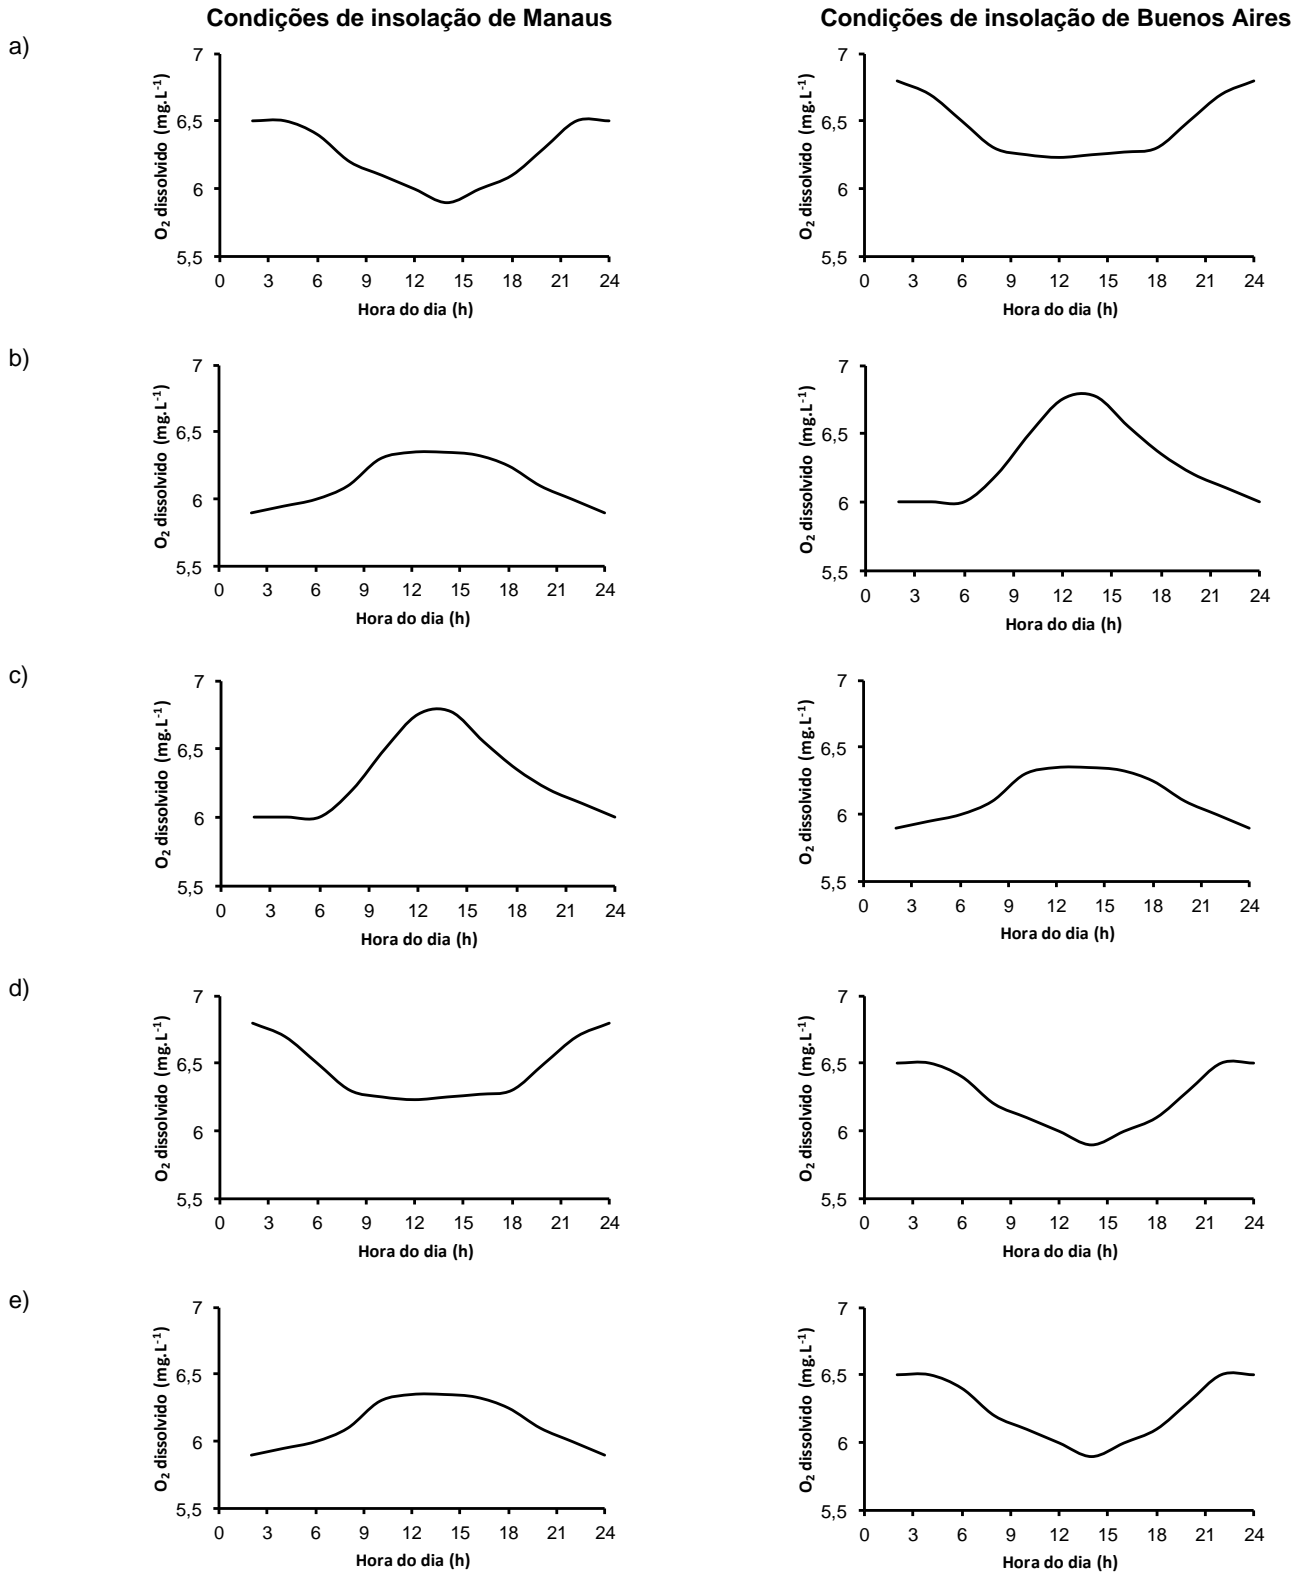 Condições de insolação de Manaus
Condições de insolação de Buenos Aires
a)
O2 dissolvido (mg.L-1)
7
6,5
6
5,5
0 3 6 9 12 15 18 21 24
Hora do dia (h)
O2 dissolvido (mg.L-1)
7
6,5
6
5,5
0 3 6 9 12 15 18 21 24
Hora do dia (h)
b)
O2 dissolvido (mg.L-1)
7
6,5
6
5,5
0 3 6 9 12 15 18 21 24
Hora do dia (h)
O2 dissolvido (mg.L-1)
7
6,5
6
5,5
0 3 6 9 12 15 18 21 24
Hora do dia (h)
c)
O2 dissolvido (mg.L-1)
7
6,5
6
5,5
0 3 6 9 12 15 18 21 24
Hora do dia (h)
O2 dissolvido (mg.L-1)
7
6,5
6
5,5
0 3 6 9 12 15 18 21 24
Hora do dia (h)
d)
O2 dissolvido (mg.L-1)
7
6,5
6
5,5
0 3 6 9 12 15 18 21 24
Hora do dia (h)
O2 dissolvido (mg.L-1)
7
6,5
6
5,5
0 3 6 9 12 15 18 21 24
Hora do dia (h)
e)
O2 dissolvido (mg.L-1)
7
6,5
6
5,5
0 3 6 9 12 15 18 21 24
Hora do dia (h)
O2 dissolvido (mg.L-1)
7
6,5
6
5,5
0 3 6 9 12 15 18 21 24
Hora do dia (h)